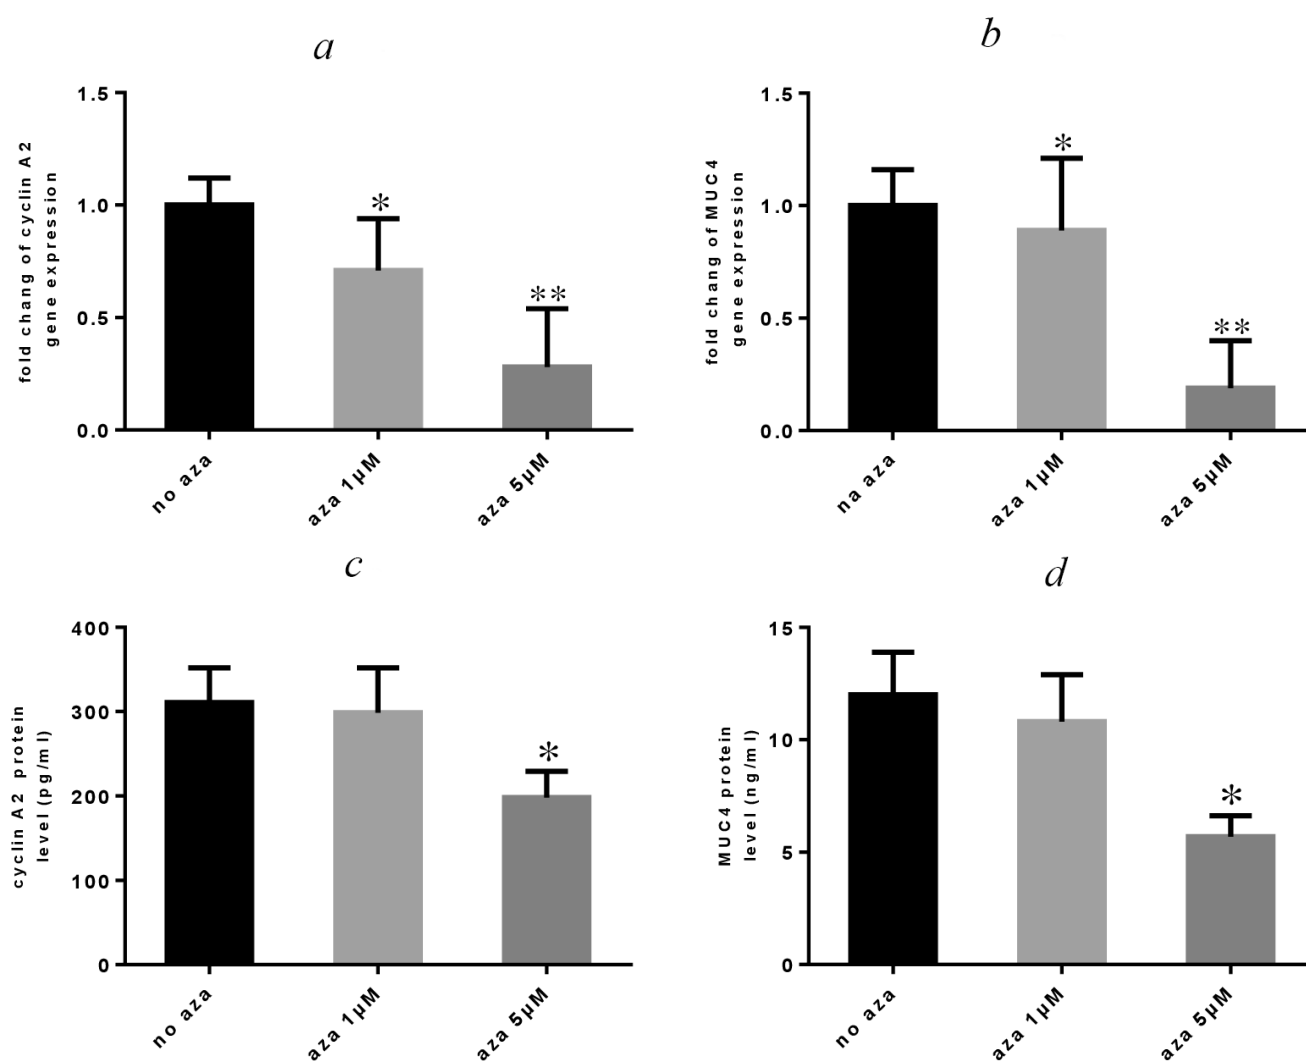 a
fold chang of cyclin A2
gene expression
1.5
1.0
0.5
0.0
*
**
no aza
aza 1µM
aza 5µM
b
fold chang of MUC4
gene expression
1.5
1.0
0.5
0.0
*
**
na aza
aza 1µM
aza 5µM
c
cyclin A2 protein
level (pg/ml)
400
300
200
100
0
*
no aza
aza 1µM
aza 5µM
d
MUC4 protein
level (ng/ml)
15
10
5
0
*
no aza
aza 1µM
aza 5µM